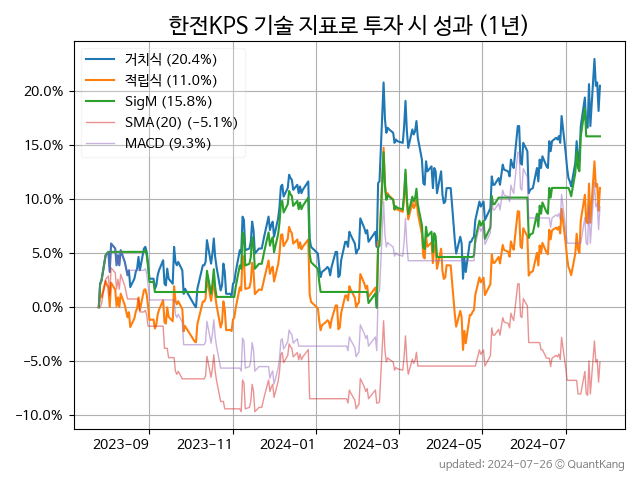 한전KPS 기술 지표로 투자 시 성과 (1년)
거치식 (20.4%)
적립식 (11.0%)
SigM (15.8%)
SMA(20) (−5.1%)
MACD (9.3%)
20.0%
15.0%
10.0%
5.0%
0.0%
−5.0%
−10.0%
2023-09 2023-11 2024-01 2024-03 2024-05 2024-07
updated: 2024-07-26 © QuantKang